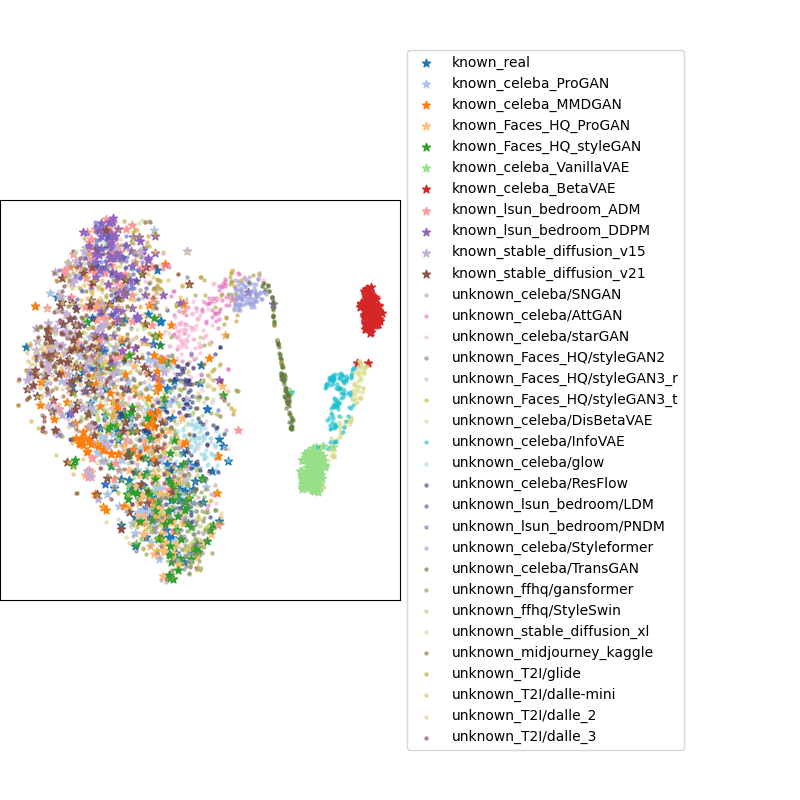 known_real
known_celeba_ProGAN
known_celeba_MMDGAN
known_Faces_HQ_ProGAN
known_Faces_HQ_styleGAN
known_celeba_VanillaVAE
known_celeba_BetaVAE
known_lsun_bedroom_ADM
known_lsun_bedroom_DDPM
known_stable_diffusion_v15
known_stable_diffusion_v21
unknown_celeba/SNGAN
unknown_celeba/AttGAN
unknown_celeba/starGAN
unknown_Faces_HQ/styleGAN2
unknown_Faces_HQ/styleGAN3_r
unknown_Faces_HQ/styleGAN3_t
unknown_celeba/DisBetaVAE
unknown_celeba/InfoVAE
unknown_celeba/glow
unknown_celeba/ResFlow
unknown_lsun_bedroom/LDM
unknown_lsun_bedroom/PNDM
unknown_celeba/Styleformer
unknown_celeba/TransGAN
unknown_ffhq/gansformer
unknown_ffhq/StyleSwin
unknown_stable_diffusion_xl
unknown_midjourney_kaggle
unknown_T2I/glide
unknown_T2I/dalle-mini
unknown_T2I/dalle_2
unknown_T2I/dalle_3